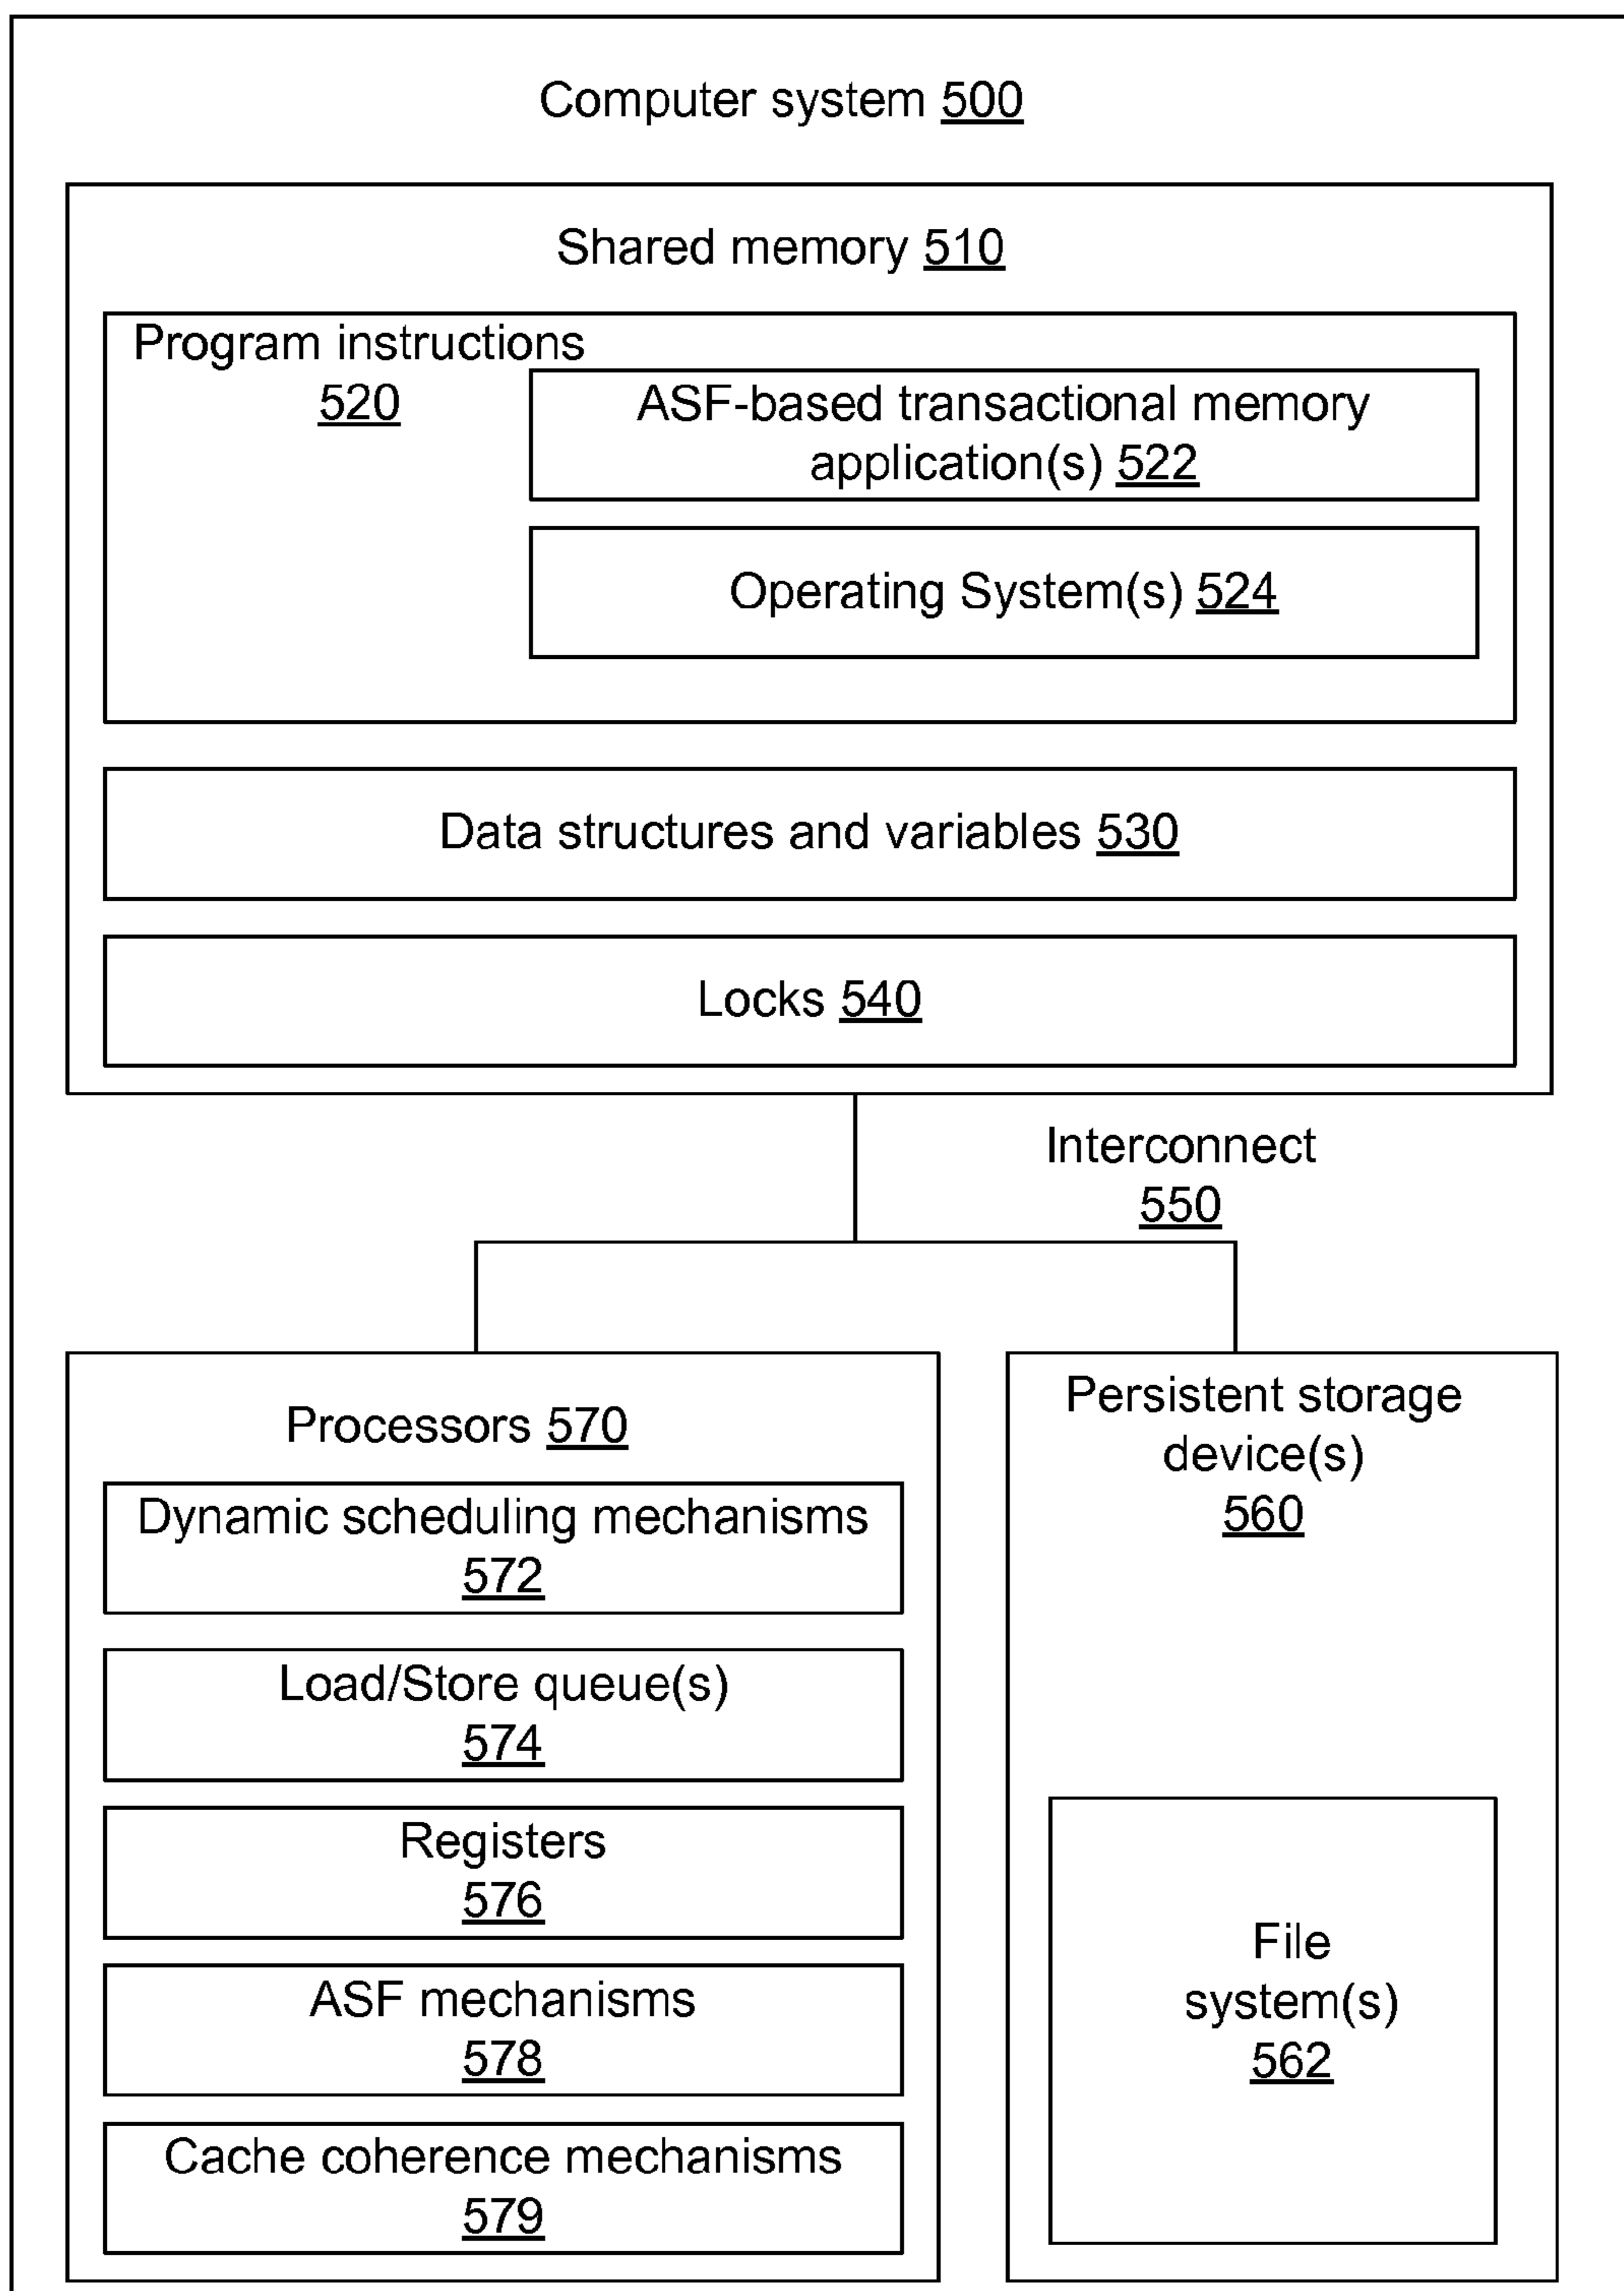 Computer system 500
Shared memory 510
Program instructions
520
ASF-based transactional memory
application(s) 522
Operating System(s) 524
Data structures and variables 530
Locks 540
Interconnect
550
Processors 570
Dynamic scheduling mechanisms
572
Load/Store queue(s)
574
Registers
576
ASF mechanisms
578
Cache coherence mechanisms
579
Persistent storage
device(s)
560
File
system(s)
562